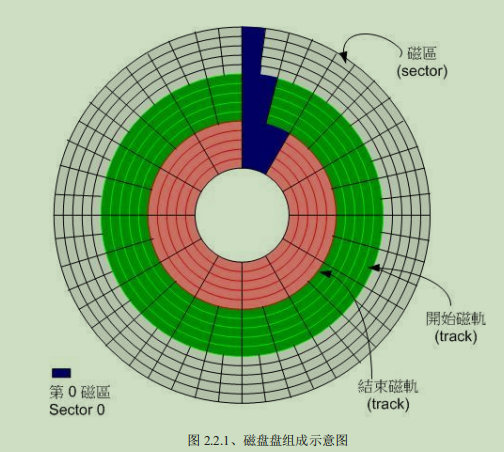 磁區
(sector)
開始磁軌
(track)
結束磁軌
(track)
第 0 磁區
Sector 0
图 2.2.1、磁盘盘组成示意图